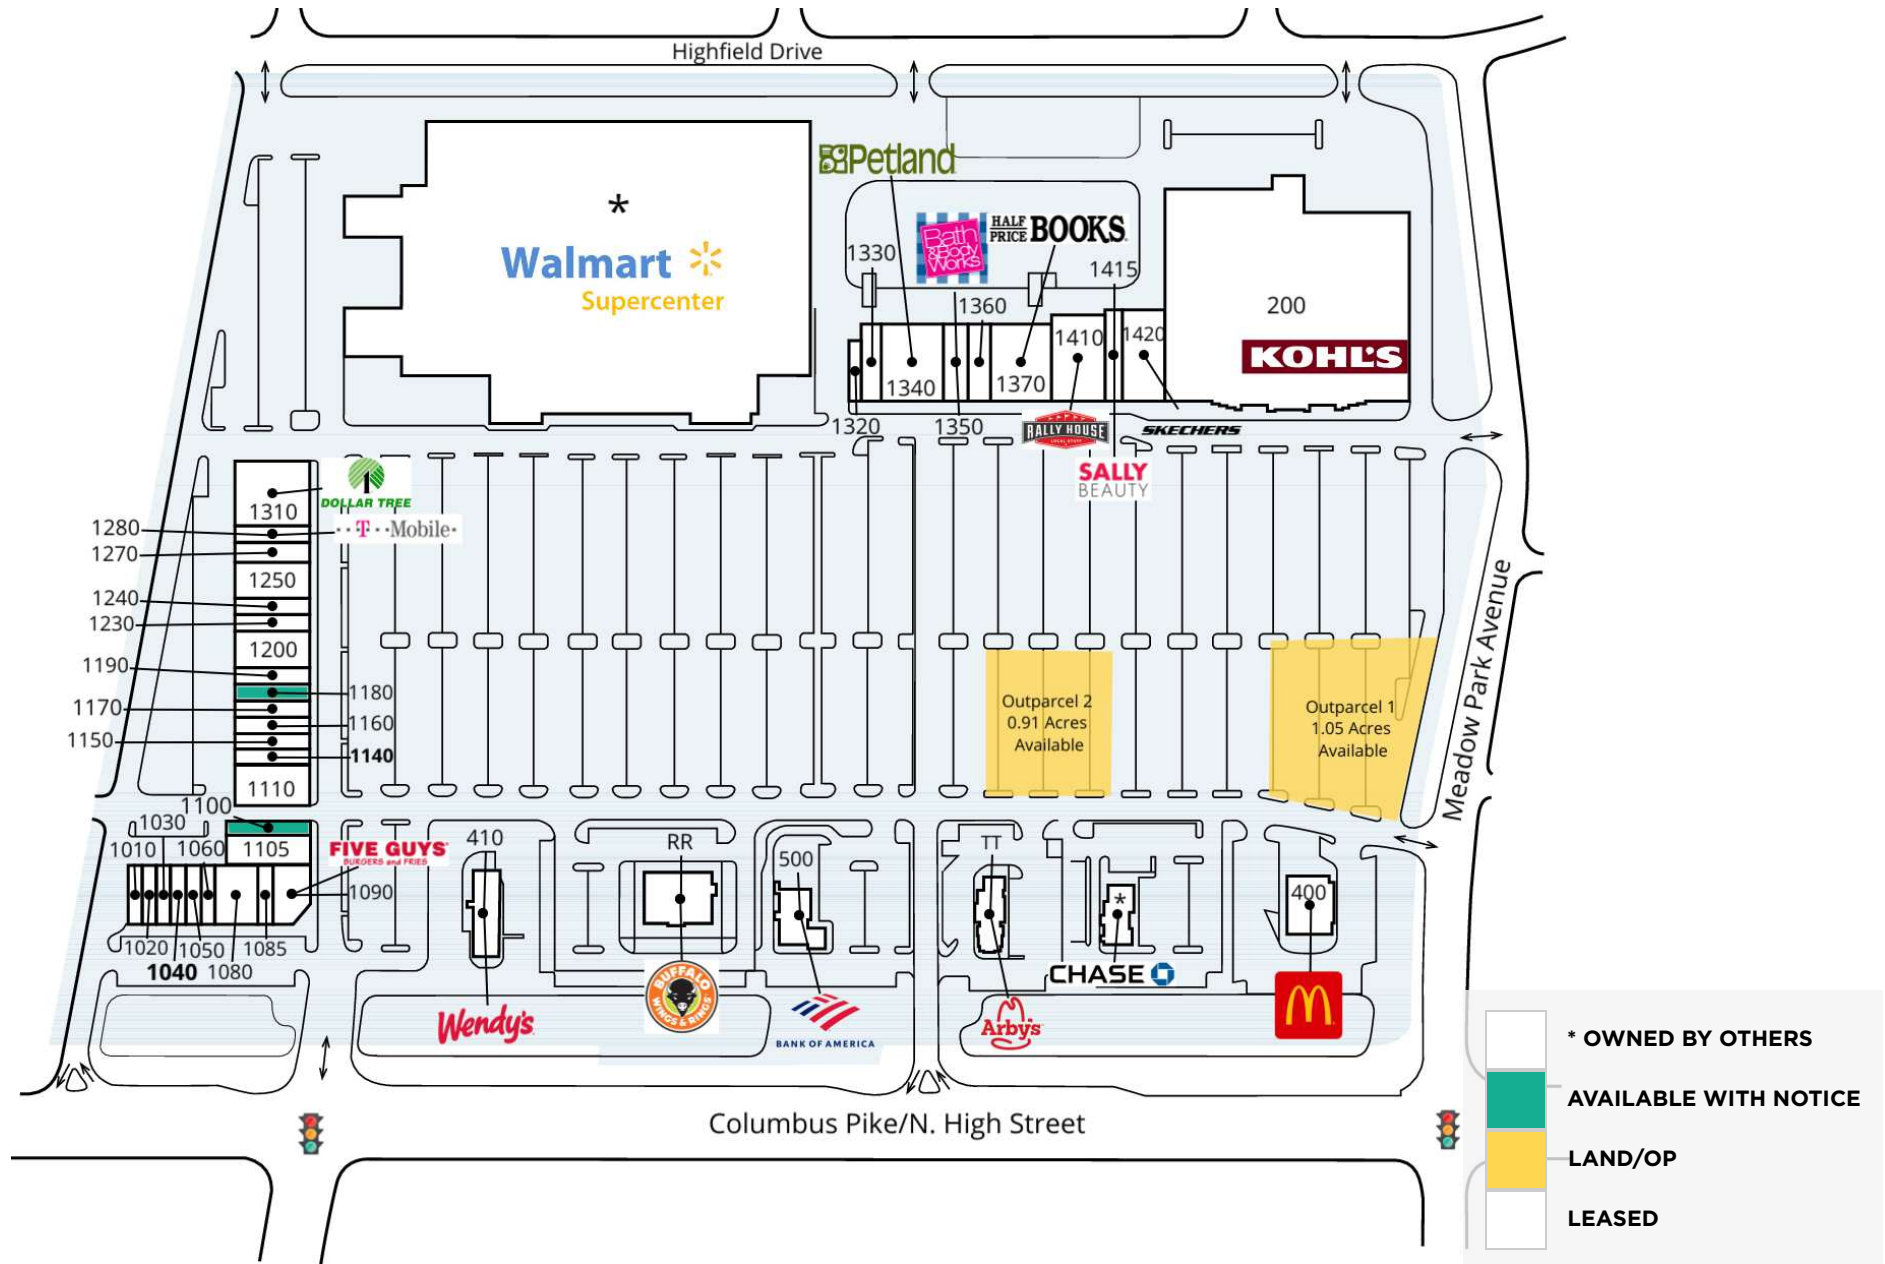 Highfield Drive
Petland
*
Walmart
Supercenter
Bath
& Body
Works
HALF
PRICE BOOKS
1330
1415
1360
200
1410
1420
KOHL'S
1340
1370
1320
1350
RALLY HOUSE
SKECHERS
SALLY
BEAUTY
DOLLAR TREE
1310
T··Mobile·
1280
1270
1250
1240
1230
1200
1190
1180
1170
1160
1150
1140
1110
1100
1105
Outparcel 2
0.91 Acres
Available
Outparcel 1
1.05 Acres
Available
Meadow Park Avenue
1030
1010
1060
FIVE GUYS
BURGERS and FRIES
1090
1020
1050
1085
1040
1080
410
RR
500
TT
*
400
Wendy's
BUFFALO
WINGS & RINGS
BANK OF AMERICA
Arby's
CHASE
Columbus Pike/N. High Street
* OWNED BY OTHERS
AVAILABLE WITH NOTICE
LAND/OP
LEASED